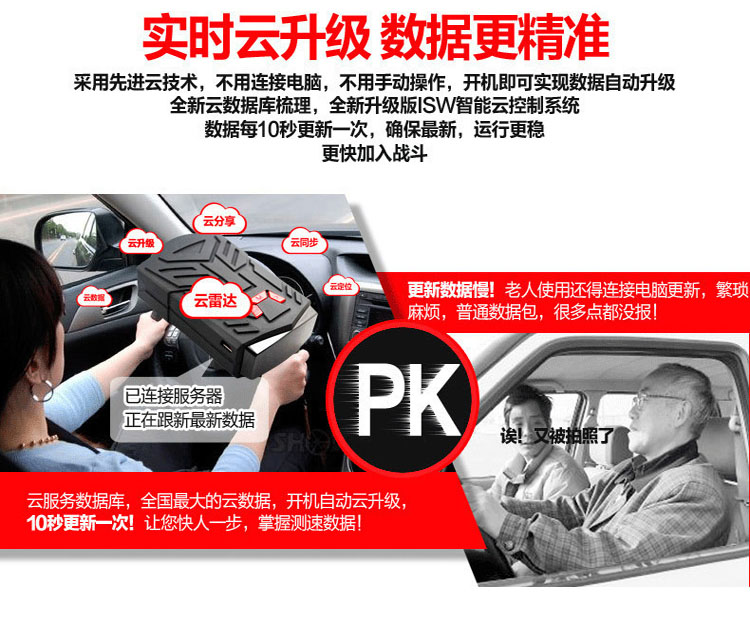 实时云升级 数据更精准
采用先进云技术，不用连接电脑，不用手动操作，开机即可实现数据自动升级
全新云数据库梳理，全新升级版ISW智能云控制系统
数据每10秒更新一次，确保最新，运行更稳
更快加入战斗
云分享
云升级
云同步
云数据
云雷达
云定位
更新数据慢！老人使用还得连接电脑更新，繁琐
麻烦，普通数据包，很多点都没报！
PK
已连接服务器
正在跟新最新数据
诶！又被拍照了
云服务数据库，全国最大的云数据，开机自动云升级，
10秒更新一次！让您快人一步，掌握测速数据！